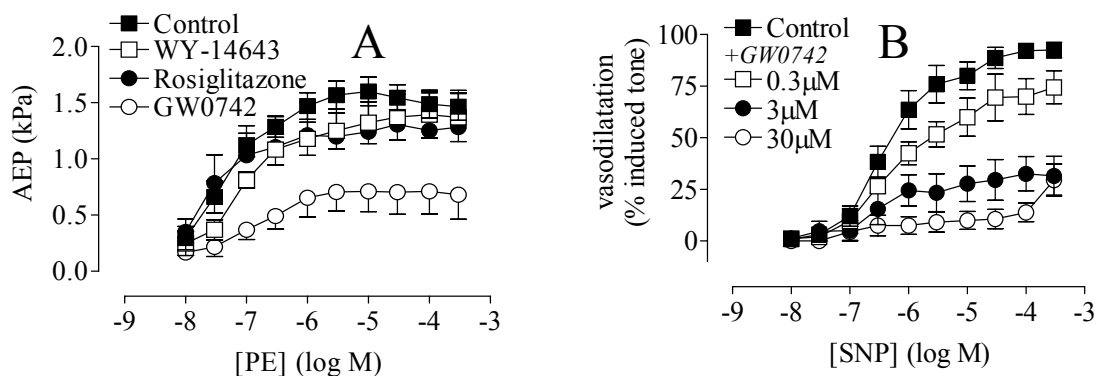 Control
WY-14643
Rosiglitazone
GW0742
A
2.0
1.5
1.0
0.5
0.0
AEP (kPa)
-9 -8 -7 -6 -5 -4 -3
[PE] (log M)
Control
+GW0742
0.3μM
3μM
30μM
B
100
75
50
25
0
vasodilatation
(% induced tone)
-9 -8 -7 -6 -5 -4 -3
[SNP] (log M)